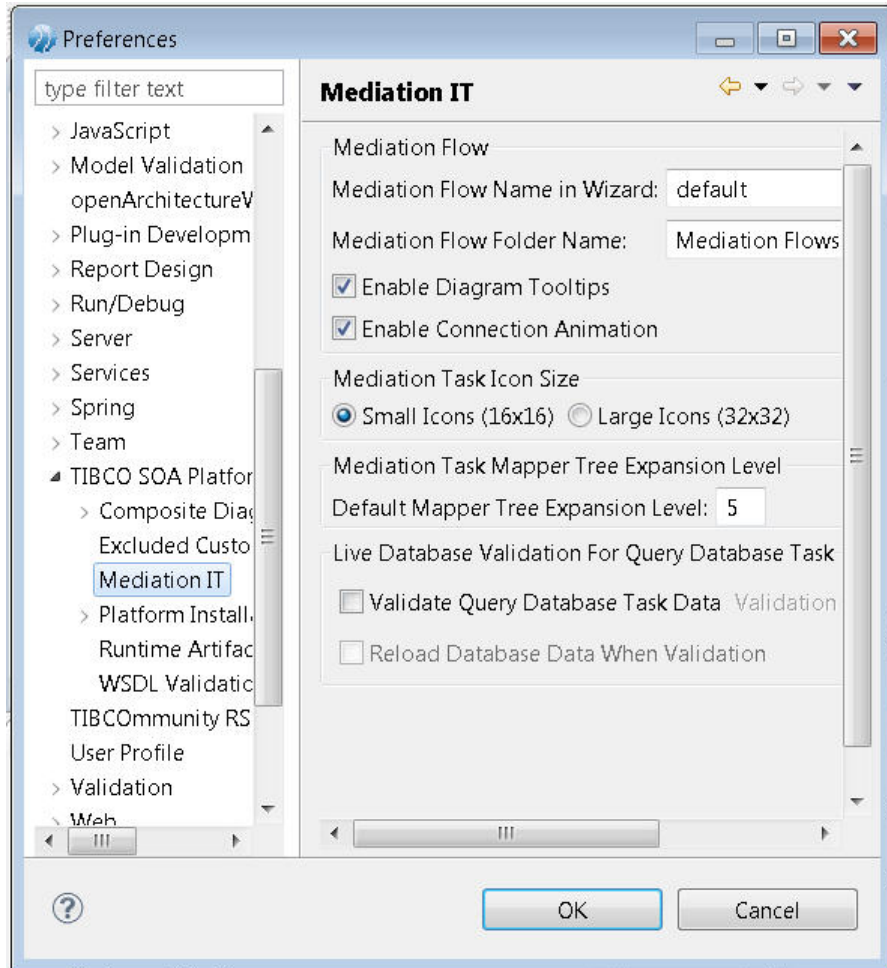 Preferences
type filter text
JavaScript
Model Validation
openArchitectureV
Plug-in Developm
Report Design
Run/Debug
Server
Services
Spring
Team
TIBCO SOA Platfor
Composite Diag
Excluded Custo
Mediation IT
Platform Install
Runtime Artifac
WSDL Validatic
TIBCOmmunity RS
User Profile
Validation
Web
Mediation IT
Mediation Flow
Mediation Flow Name in Wizard: default
Mediation Flow Folder Name: Mediation Flows
Enable Diagram Tooltips
Enable Connection Animation
Mediation Task Icon Size
Small Icons (16x16) Large Icons (32x32)
Mediation Task Mapper Tree Expansion Level
Default Mapper Tree Expansion Level: 5
Live Database Validation For Query Database Task
Validate Query Database Task Data Validation
Reload Database Data When Validation
OK Cancel